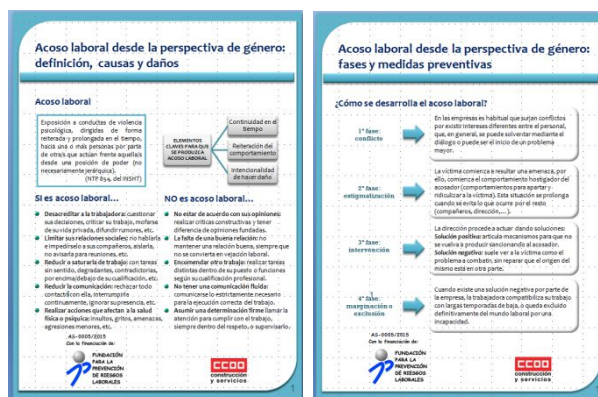 Acoso laboral desde la perspectiva de género:
definición, causas y daños
Acoso laboral
Exposición a conductas de violencia
psicológica, dirigidas de forma
reiterada y prolongada en el tiempo,
hacia uno o más personas por parte
de otra/s que actúan frente aquella/s
desde una posición de poder (no
necesariamente jerárquica).
(NTP 854, del INSHT)
ELEMENTOS
CLAVES PARA QUE
SE PRODUZCA
ACOSO LABORAL
Continuidad en el
tiempo
Reiteración del
comportamiento
Intencionalidad
de hacer daño
SI es acoso laboral...
Desacreditar a la trabajadora: cuestionar
sus decisiones, criticar su trabajo, mofarse
de su vida privada, difundir rumores, etc.
Limitar sus relaciones sociales: no hablarle
e impedírselo a sus compañeros, aislarla,
no avisarla para reuniones, etc.
Reducir o saturarla de trabajo: con tareas
sin sentido, degradantes, contradictorias,
por encima/debajo de su cualificación, etc.
Reducir la comunicación: rechazar todo
contacto con ella, interrumpirla
continuamente, ignorar su presencia, etc.
Realizar acciones que afectan a la salud
física o psíquica: insultos, gritos, amenazas,
agresiones menores, etc.
NO es acoso laboral...
No estar de acuerdo con sus opiniones:
realizar críticas constructivas y tener
diferencia de opiniones fundadas.
La falta de una buena relación: no
mantener una relación buena, siempre que
no se convierta en vejación laboral.
Encomendar otro trabajo: realizar tareas
distintas dentro de su puesto o funciones
según su cualificación profesional.
No tener una comunicación fluida:
comunicarse lo estrictamente necesario
para la ejecución correcta del trabajo.
Asumir una determinación firme llamar la
atención para cumplir con el trabajo,
siempre dentro del respeto, o supervisarlo.
AS-0005/2015
Con la financiación de:
FUNDACIÓN
PARA LA
PREVENCIÓN
DE RIESGOS
LABORALES
CCOO
construcción
y servicios
1
Acoso laboral desde la perspectiva de género:
fases y medidas preventivas
¿Cómo se desarrolla el acoso laboral?
1ª fase:
conflicto
En las empresas es habitual que surjan conflictos
por existir intereses diferentes entre el personal,
que, en general, se puede solventar mediante el
diálogo o puede ser el inicio de un problema
mayor.
2ª fase:
estigmatización
La víctima comienza a resultar una amenaza, por
ello, comienza el comportamiento hostigador del
acosador (comportamientos para apartar y
ridiculizar a la víctima). Esta situación se prolonga
cuando se evita lo que ocurre por el resto
(compañeros, dirección,...).
3ª fase:
intervención
La dirección procede a actuar dando soluciones:
Solución positiva: articula mecanismos para que no
se vuelva a producir sancionando al acosador.
Solución negativa: suele ver a la víctima como el
problema a combatir, sin reparar que el origen del
mismo está en otra parte.
4ª fase:
marginación o
exclusión
Cuando existe una solución negativa por parte de
la empresa, la trabajadora compatibiliza su trabajo
con largas temporadas de baja, o queda excluido
definitivamente del mundo laboral por una
incapacidad.
AS-0005/2015
Con la financiación de:
FUNDACIÓN
PARA LA
PREVENCIÓN
DE RIESGOS
LABORALES
CCOO
construcción
y servicios